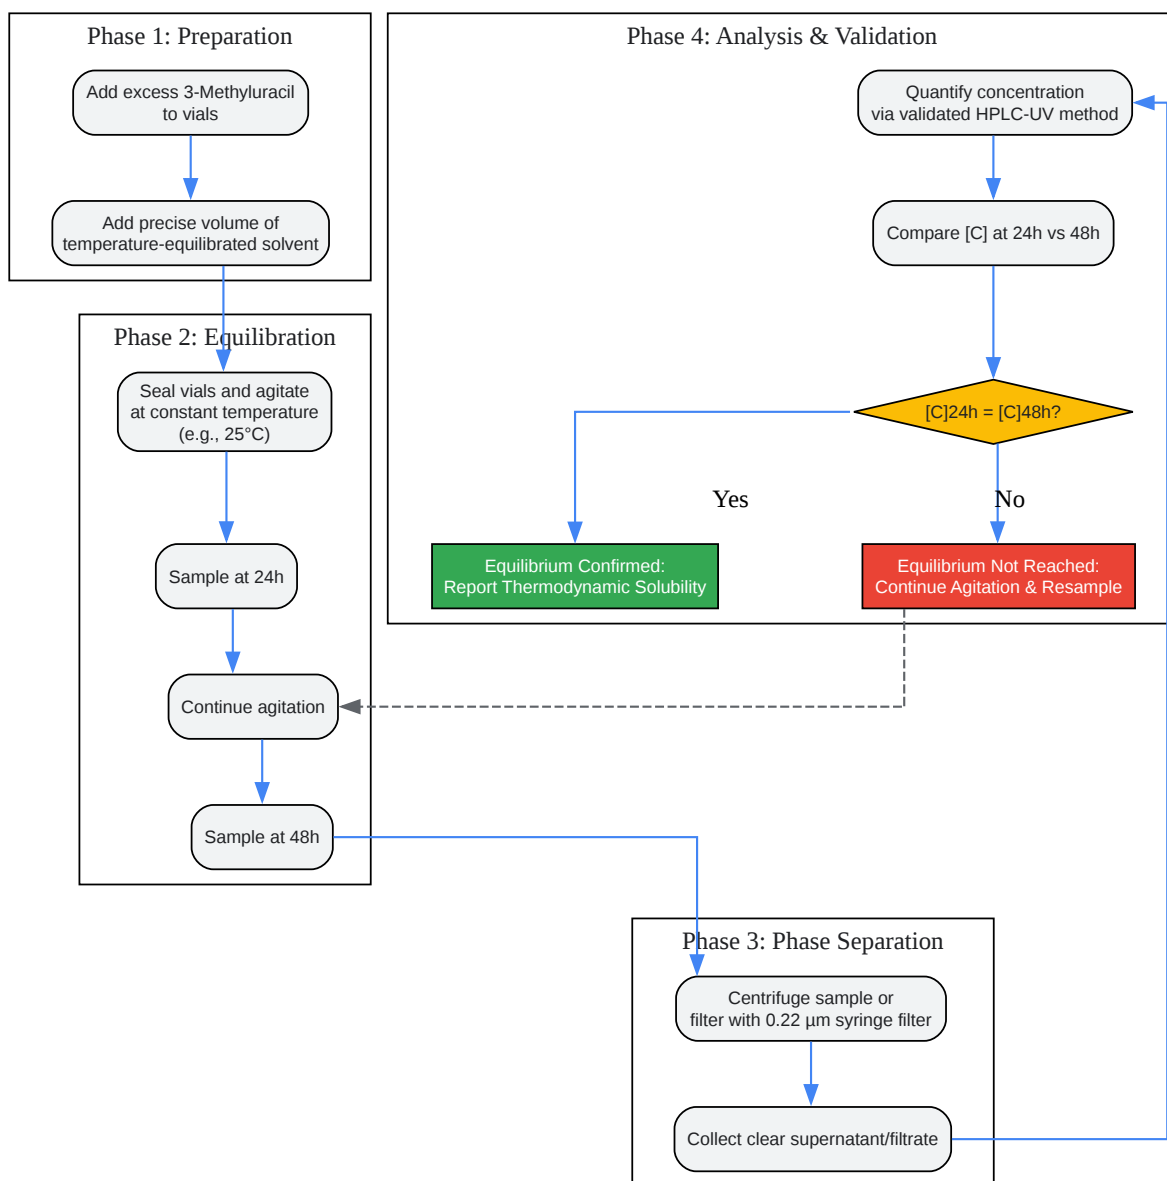 Phase 1: Preparation
Add excess 3-Methyluracil
to vials
Add precise volume of
temperature-equilibrated solvent
Phase 2: Equilibration
Seal vials and agitate
at constant temperature
(e.g., 25°C)
Sample at 24h
Continue agitation
Sample at 48h
Phase 3: Phase Separation
Centrifuge sample or
filter with 0.22 µm syringe filter
Collect clear supernatant/filtrate
Phase 4: Analysis & Validation
Quantify concentration
via validated HPLC-UV method
Compare [C] at 24h vs 48h
[C]24h = [C]48h?
Yes
No
Equilibrium Confirmed:
Report Thermodynamic Solubility
Equilibrium Not Reached:
Continue Agitation & Resample